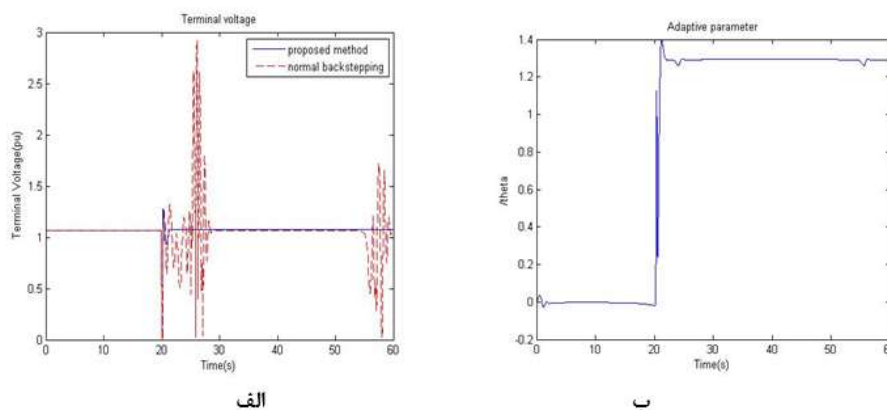 Terminal voltage
3
2.5
2
1.5
1
0.5
0
Terminal Voltage(pu)
proposed method
normal backstepping
0 10 20 30 40 50 60
Time(s)
الف
Adaptive parameter
1.4
1.2
1
0.8
0.6
0.4
0.2
0
-0.2
/theta
0 10 20 30 40 50 60
Time(s)
ب